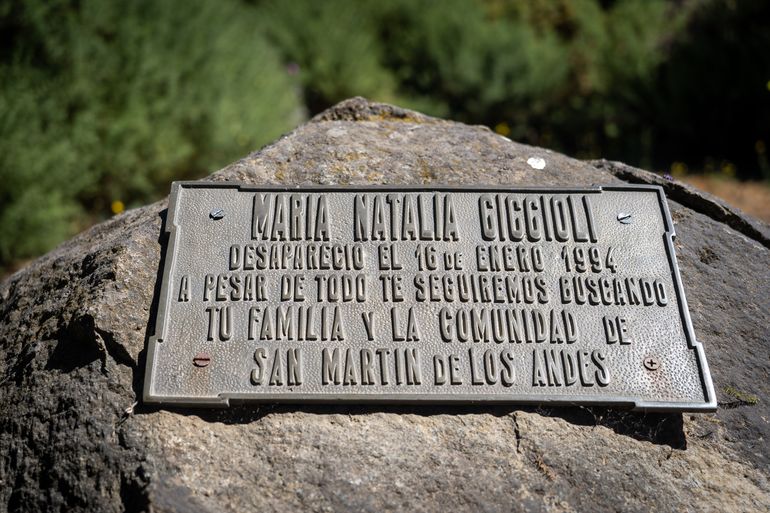 MARIA NATALIA CICCIOLI
DESAPARECIO EL 16 DE ENERO 1994
A PESAR DE TODO TE SEGUIREMOS BUSCANDO
TU FAMILIA Y LA COMUNIDAD DE
SAN MARTIN DE LOS ANDES